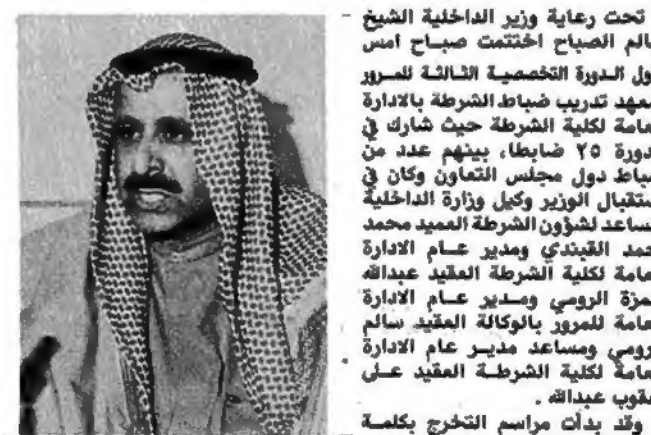 تحت رعاية وزير الداخلية الشيخ
سالم الصباح اختتمت صباح امس
الدورة التخصصية الثالثة للمرور
معهد تدريب ضباط الشرطة بالادارة
عامة لكلية الشرطة حيث شارك في
دورة ٢٥ ضابطا، بينهم عدد من
ضباط دول مجلس التعاون وكان في
ستقبال الوزير وكيل وزارة الداخلية
مساعد لشؤون الشرطة العميد محمد
حمد القبندي ومدير عام الادارة
عامة لكلية الشرطة العقيد عبدالله
حمزة الرومي ومدير عام الادارة
عامة للمرور بالوكالة العقيد سالم
رومي ومساعد مدير عام الادارة
عامة لكلية الشرطة العقيد على
عقوب عبدالله .
وقد بدأت مراسم التخرج بكلمة